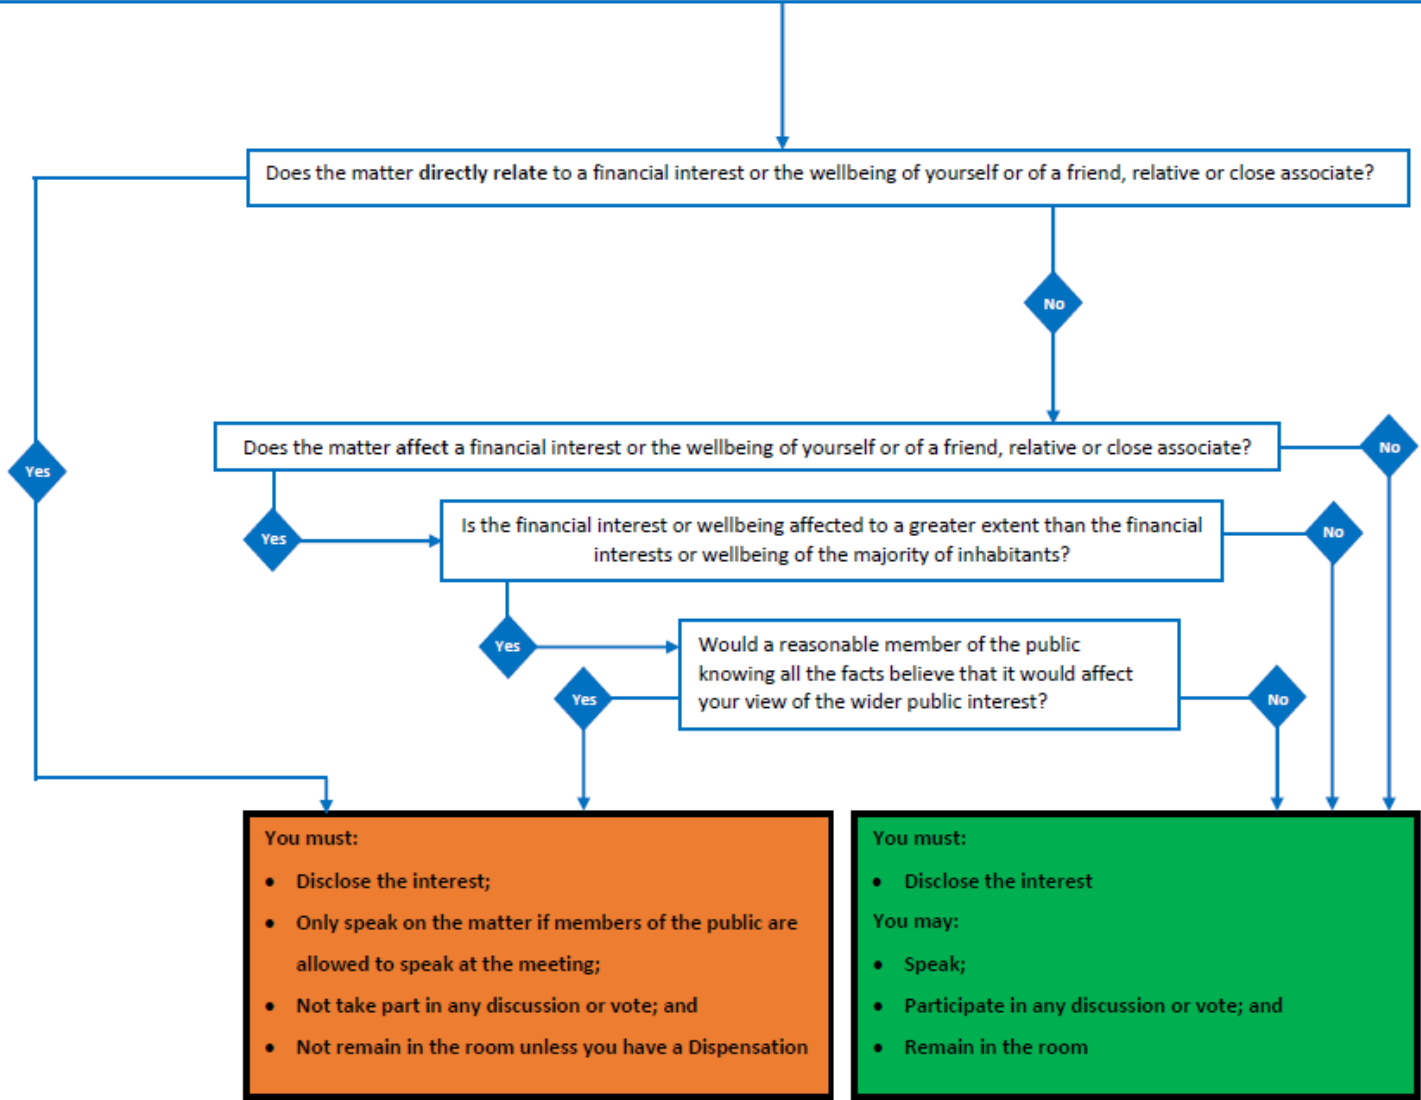 Does the matter directly relate to a financial interest or the wellbeing of yourself or of a friend, relative or close associate?
No
Does the matter affect a financial interest or the wellbeing of yourself or of a friend, relative or close associate?
No
Yes
Yes
Is the financial interest or wellbeing affected to a greater extent than the financial
interests or wellbeing of the majority of inhabitants?
No
Yes
Would a reasonable member of the public
knowing all the facts believe that it would affect
your view of the wider public interest?
Yes
No
You must:
• Disclose the interest;
• Only speak on the matter if members of the public are
allowed to speak at the meeting;
• Not take part in any discussion or vote; and
• Not remain in the room unless you have a Dispensation
You must:
• Disclose the interest
You may:
• Speak;
• Participate in any discussion or vote; and
• Remain in the room